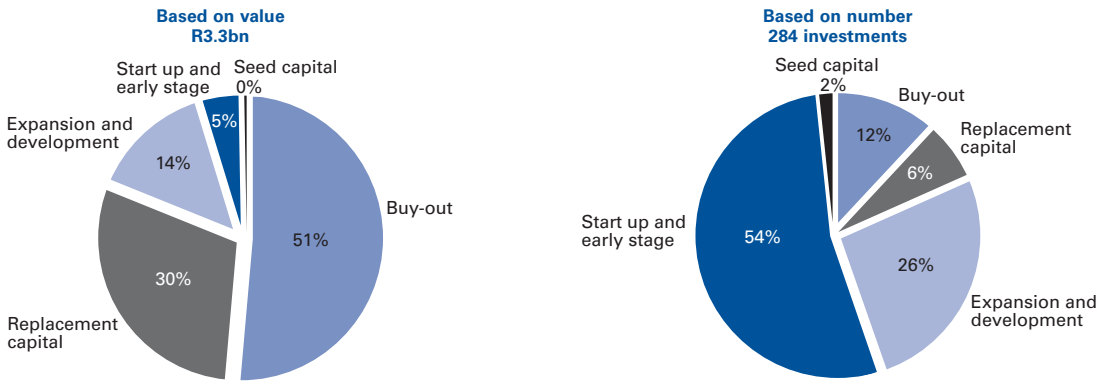 Based on value
R3.3bn
Start up and
early stage
Seed capital
0%
5%
Expansion and
development
14%
Buy-out
51%
30%
Replacement
capital
Based on number
284 investments
Seed capital
2%
Buy-out
12%
Replacement
capital
6%
Start up and
early stage
54%
26%
Expansion and
development